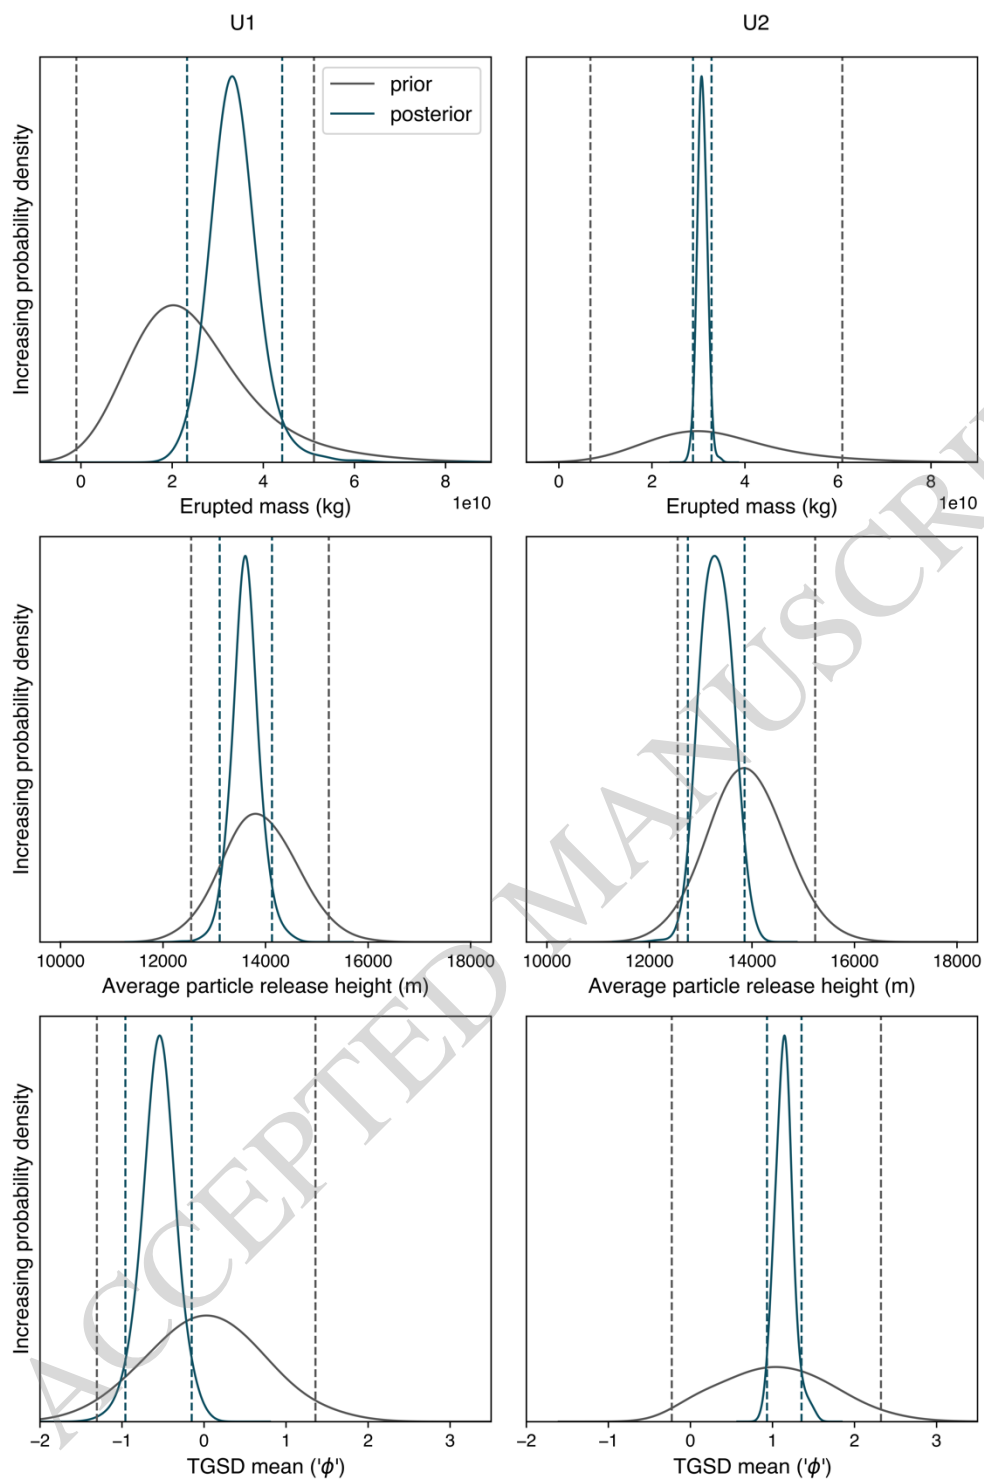 U1
U2
prior
posterior
Increasing probability density
0 2 4 6 8
1e10
Erupted mass (kg)
0 2 4 6 8
1e10
Erupted mass (kg)
Increasing probability density
10000 12000 14000 16000 18000
Average particle release height (m)
10000 12000 14000 16000 18000
Average particle release height (m)
Increasing probability density
−2 −1 0 1 2 3
TGSD mean ('ϕ')
−2 −1 0 1 2 3
TGSD mean ('ϕ')
ACCEPTED MANUSCRI